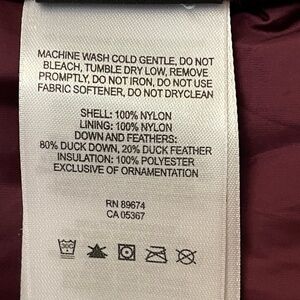 MACHINE WASH COLD GENTLE, DO NOT
BLEACH, TUMBLE DRY LOW, REMOVE
PROMPTLY, DO NOT IRON, DO NOT USE
FABRIC SOFTENER, DO NOT DRYCLEAN
SHELL: 100% NYLON
LINING: 100% NYLON
DOWN AND FEATHERS:
80% DUCK DOWN, 20% DUCK FEATHER
INSULATION: 100% POLYESTER
EXCLUSIVE OF ORNAMENTATION
RN 89674
CA 05367